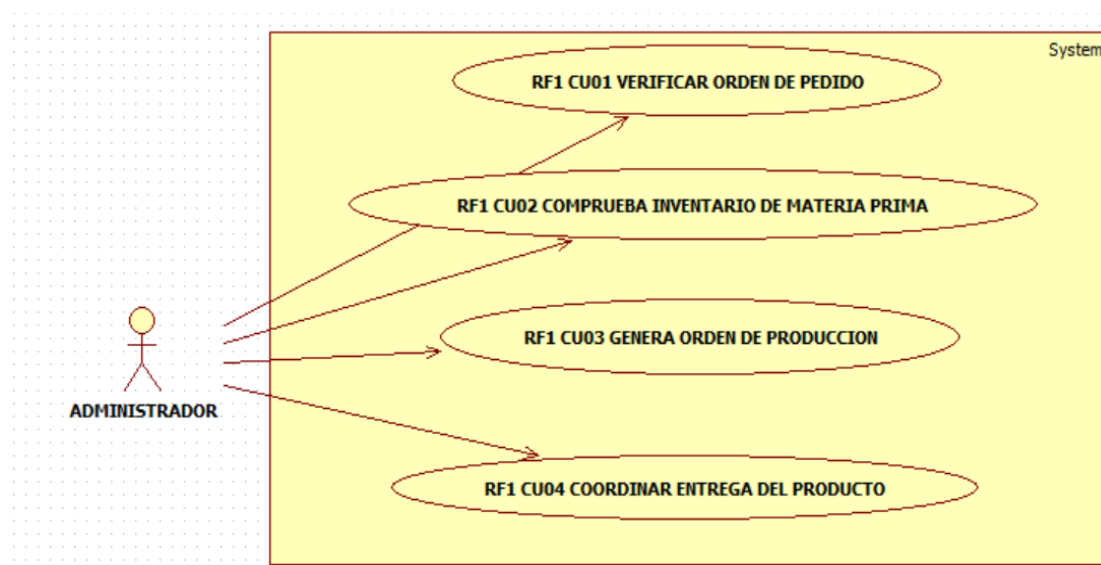 System
RF1 CU01 VERIFICAR ORDEN DE PEDIDO
RF1 CU02 COMPRUEBA INVENTARIO DE MATERIA PRIMA
RF1 CU03 GENERA ORDEN DE PRODUCCION
ADMINISTRADOR
RF1 CU04 COORDINAR ENTREGA DEL PRODUCTO